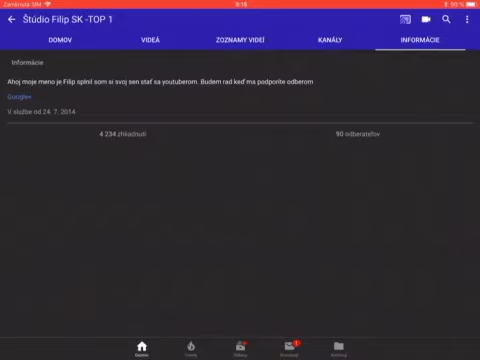 Zamknutá SIM
9:15
90 %
Štúdio Filip SK -TOP 1
DOMOV
VIDEÁ
ZOZNAMY VIDEÍ
KANÁLY
INFORMÁCIE
Informácie
Ahoj moje meno je Filip splnil som si svoj sen stať sa youtuberom. Budem rad keď ma podporíte odberom
Google+
V službe od 24. 7. 2014
4 234 zhliadnutí
90 odberateľov
Domov
Trendy
1